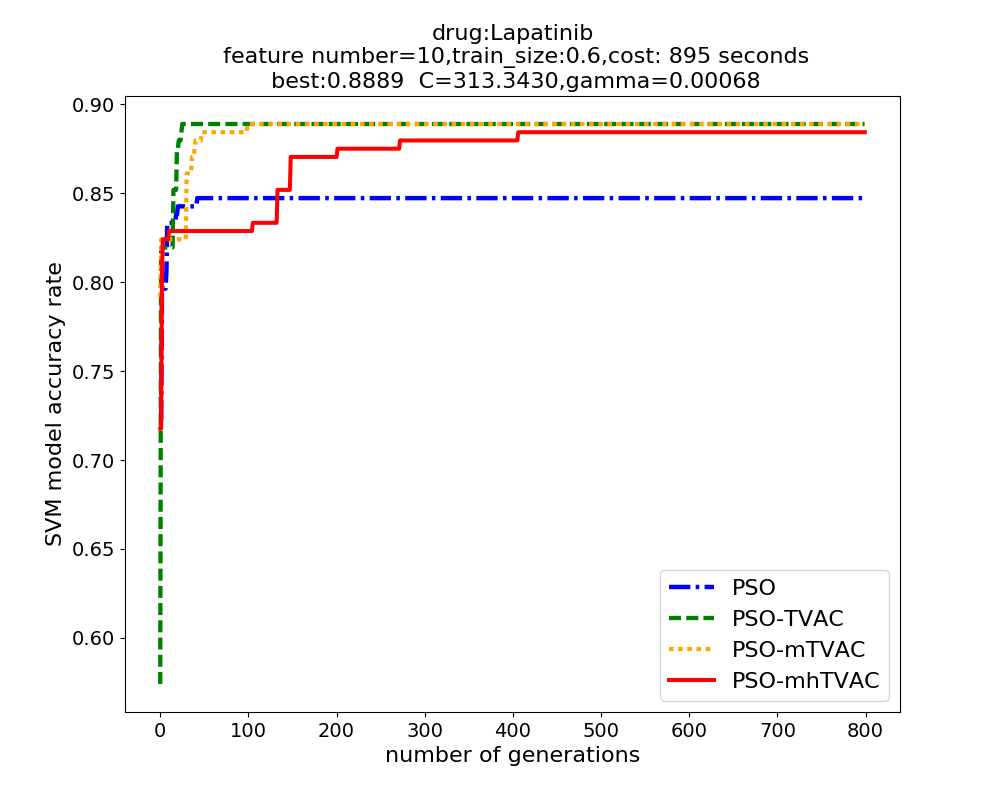 drug:Lapatinib
feature number=10,train_size:0.6,cost: 895 seconds
best:0.8889  C=313.3430,gamma=0.00068
0.90
0.85
0.80
0.75
0.70
0.65
0.60
SVM model accuracy rate
PSO
PSO-TVAC
PSO-mTVAC
PSO-mhTVAC
0 100 200 300 400 500 600 700 800
number of generations